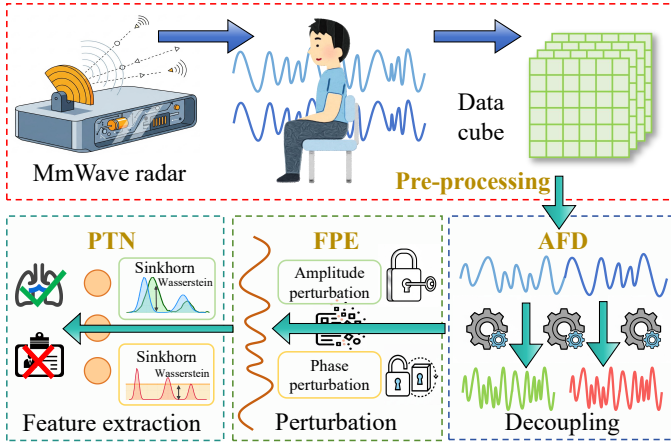 MmWave radar
Data
cube
Pre-processing
PTN
Sinkhorn
Wasserstein
Sinkhorn
Wasserstein
Feature extraction
FPE
Amplitude
perturbation
Phase
perturbation
Perturbation
AFD
Decoupling